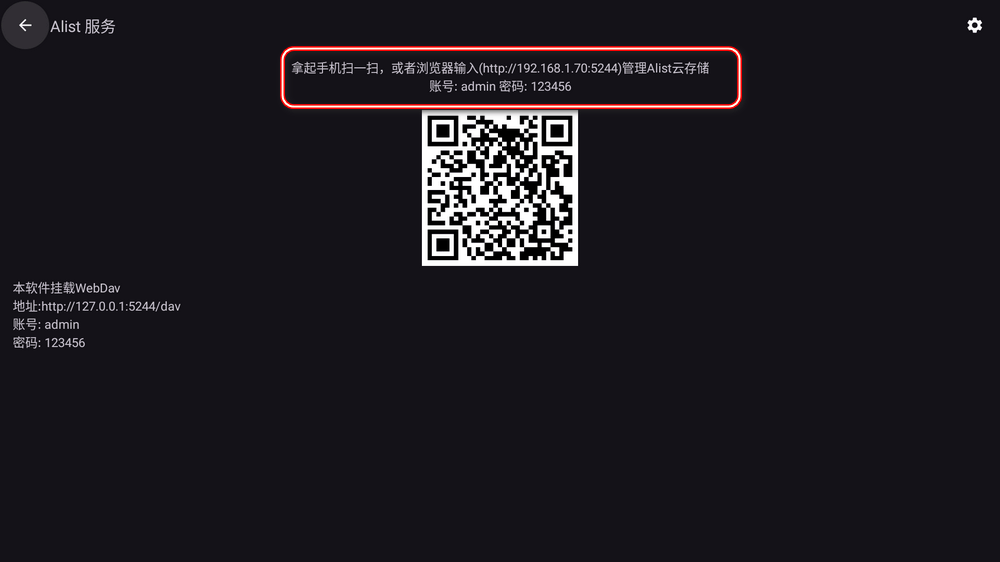 Alist 服务
拿起手机扫一扫，或者浏览器输入(http://192.168.1.70:5244)管理Alist云存储
账号: admin 密码: 123456
本软件挂载WebDav
地址:http://127.0.0.1:5244/dav
账号: admin
密码: 123456